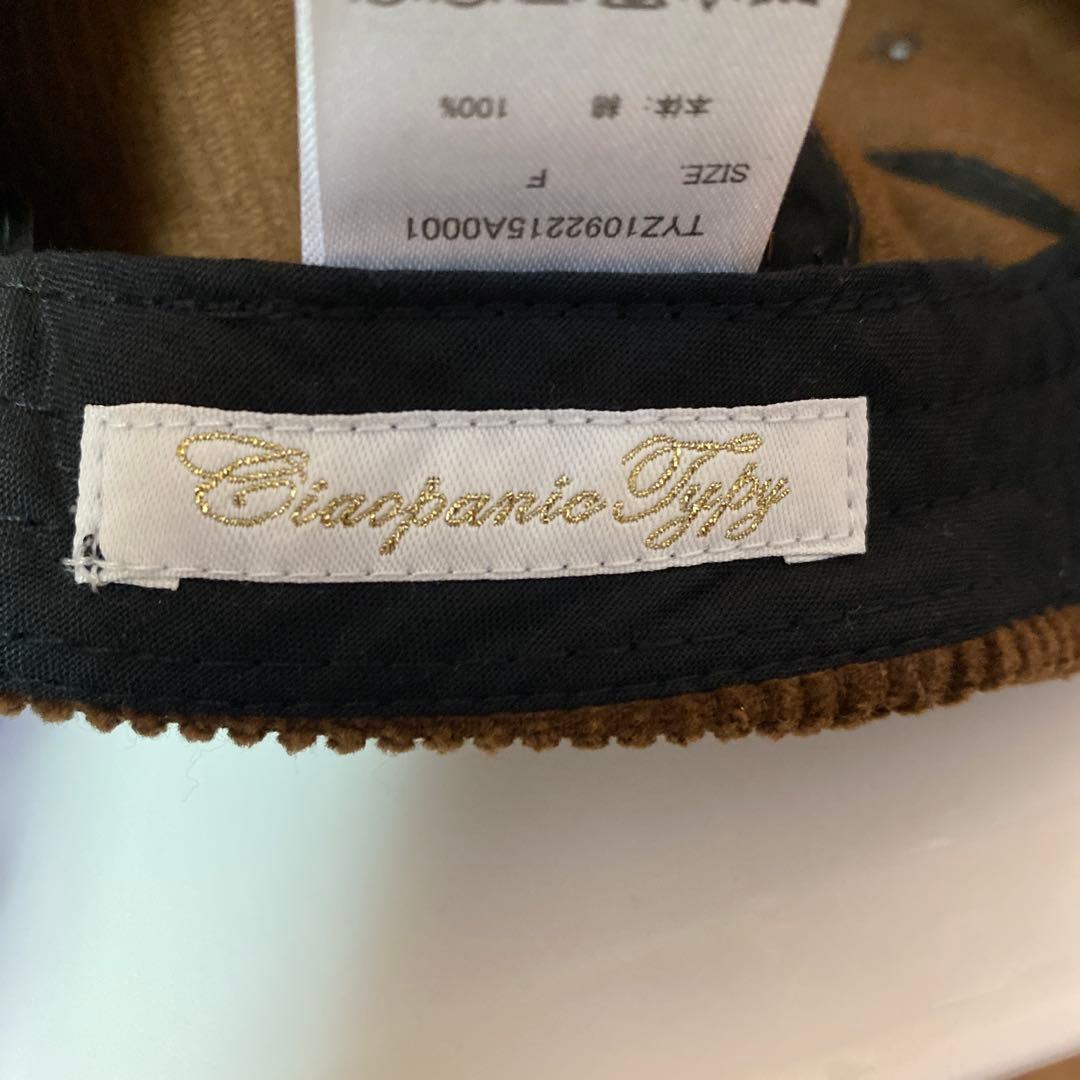 TYZ1092215A0001
SIZE. F
本体: 綿 100%
Ciaopanic Typy